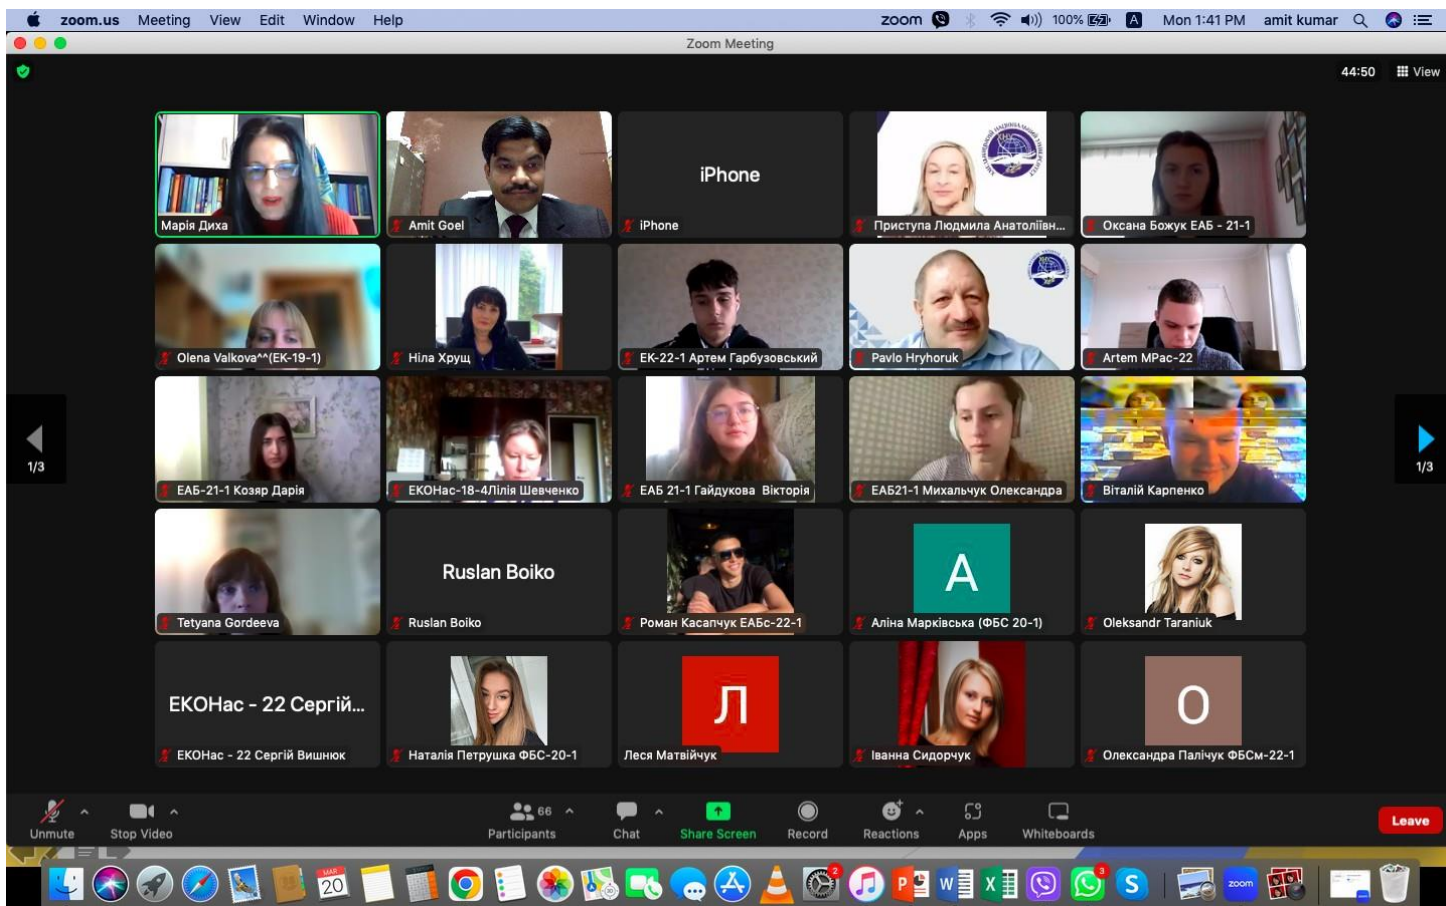 zoom.us Meeting View Edit Window Help zoom 100% A Mon 1:41 PM amit kumar
Zoom Meeting
44:50 View
Марія Диха
Amit Goel
iPhone
iPhone
Приступа Людмила Анатоліївн...
Оксана Божук ЕАБ - 21-1
Olena Valkova^^(ЕК-19-1)
Ніла Хрущ
ЕК-22-1 Артем Гарбузовський
Pavlo Hryhoruk
Artem MPac-22
ЕАБ-21-1 Козяр Дарія
ЕКОНас-18-4Лілія Шевченко
ЕАБ 21-1 Гайдукова Вікторія
ЕАБ21-1 Михальчук Олександра
Віталій Карпенко
1/3
1/3
Tetyana Gordeeva
Ruslan Boiko
Ruslan Boiko
Роман Касапчук ЕАБс-22-1
А
Аліна Марківська (ФБС 20-1)
Oleksandr Taraniuk
ЕКОНас - 22 Сергій...
ЕКОНас - 22 Сергій Вишнюк
Наталія Петрушка ФБС-20-1
Л
Леся Матвійчук
Іванна Сидорчук
О
Олександра Палічук ФБСм-22-1
Unmute
Stop Video
66
Participants
Chat
Share Screen
Record
Reactions
Apps
Whiteboards
Leave
MAR
20
2
P
W
X
3
S
zoom